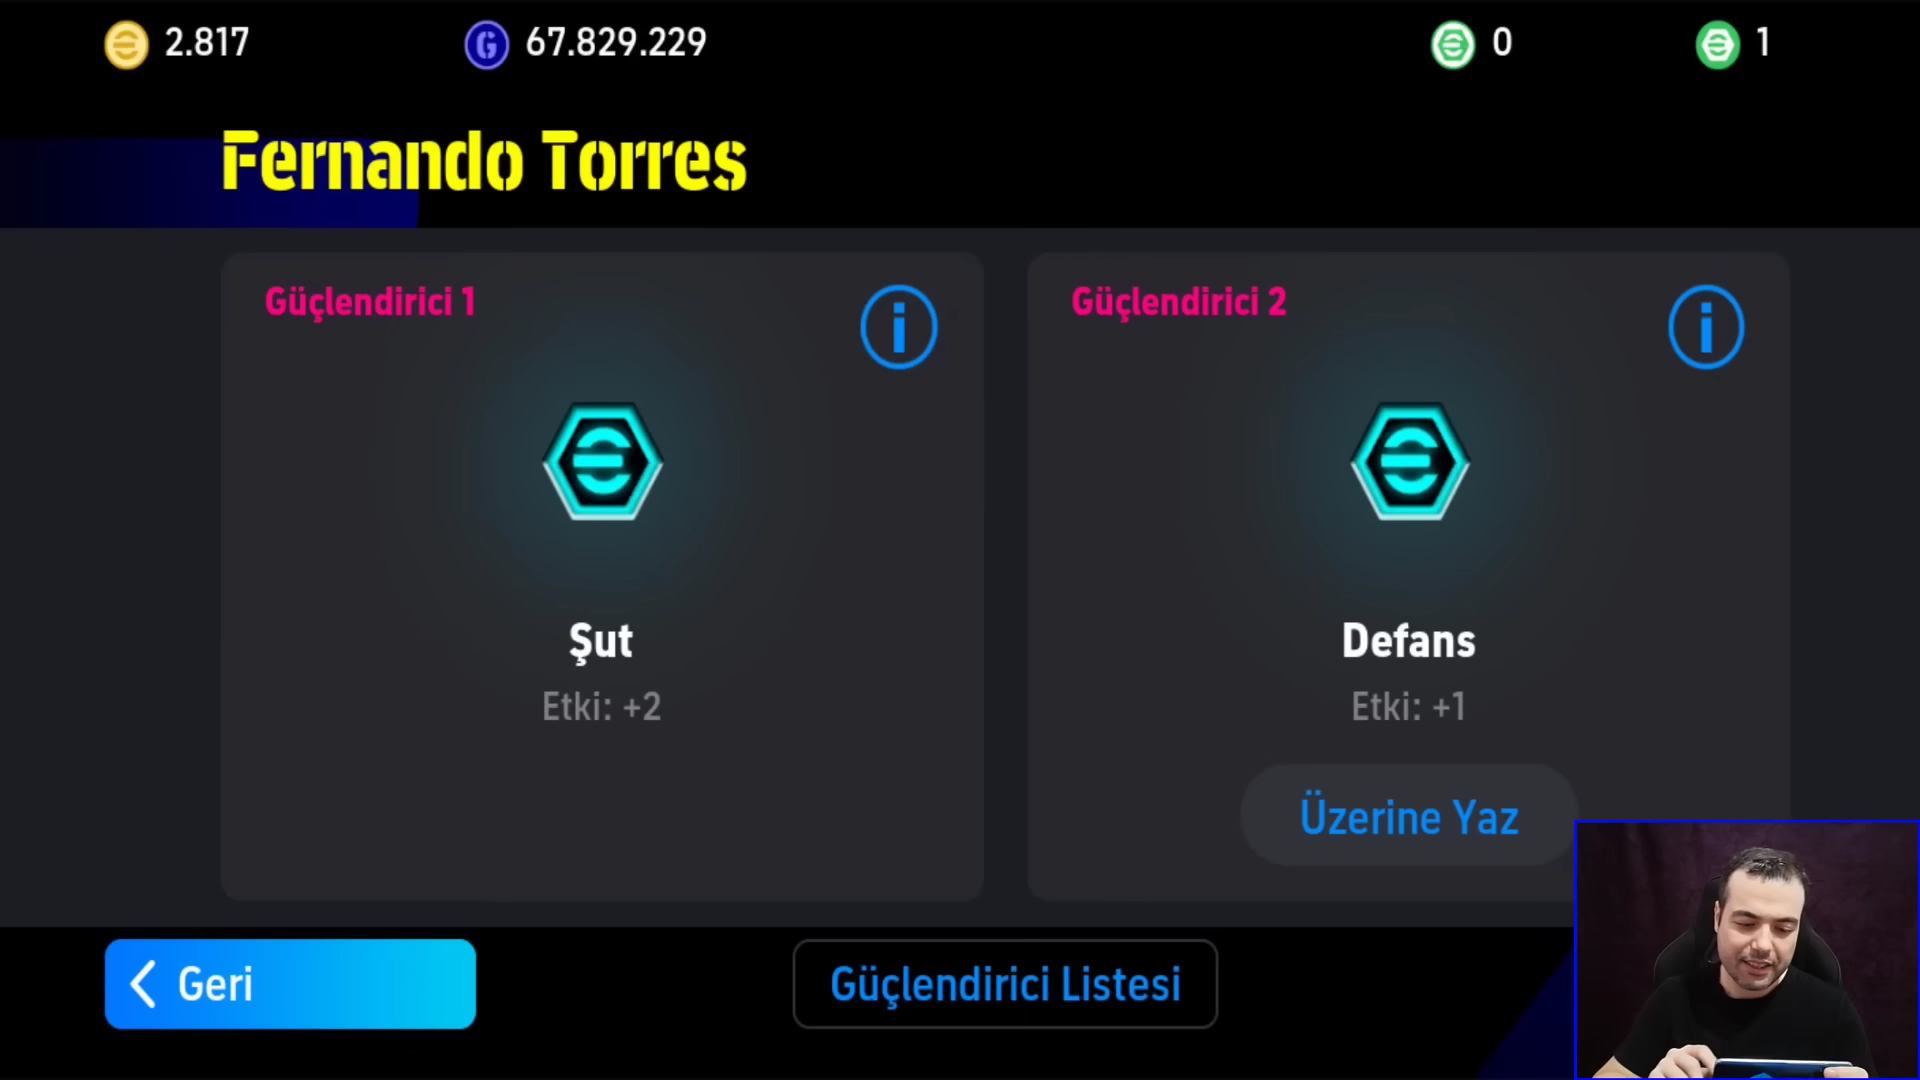 2.817
67.829.229
0
1
Fernando Torres
Güçlendirici 1
Güçlendirici 2
Şut
Defans
Etki: +2
Etki: +1
Üzerine Yaz
Geri
Güçlendirici Listesi